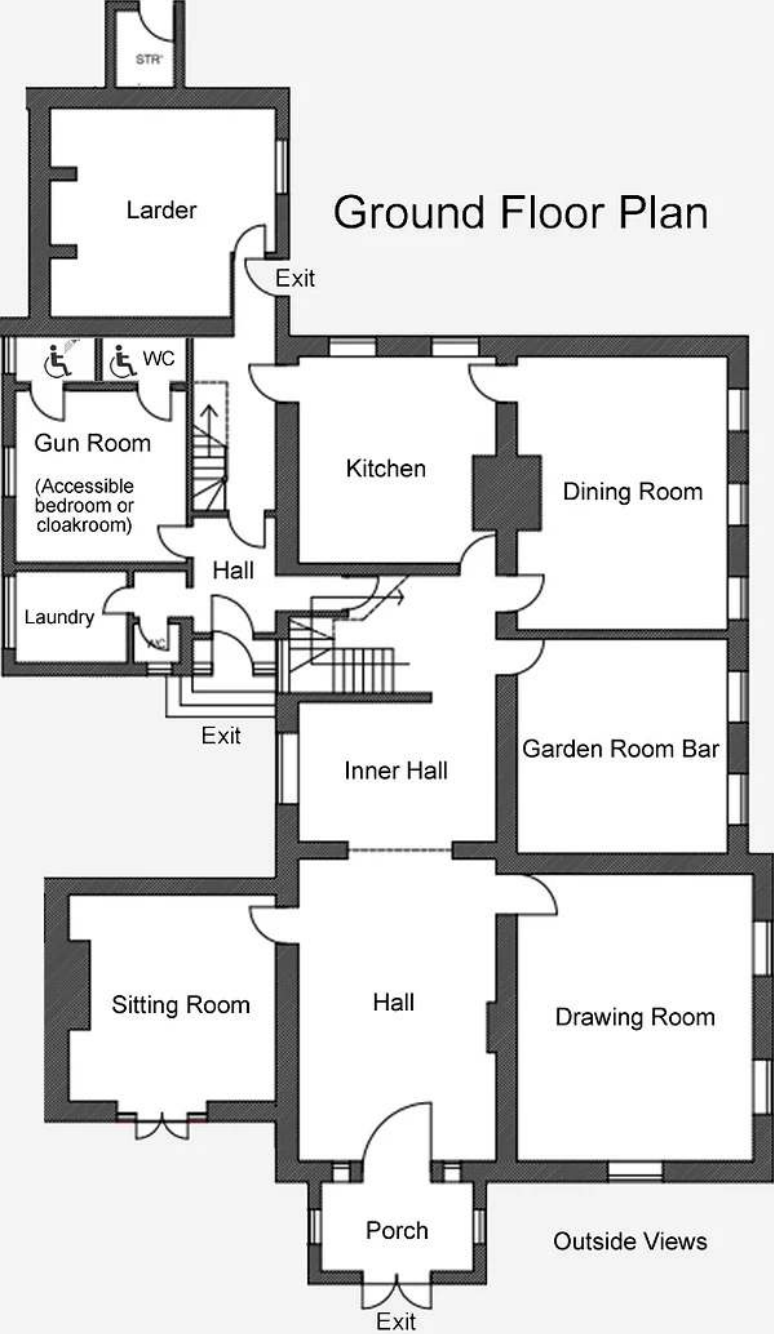 STR
Larder
Ground Floor Plan
Exit
WC
Gun Room
(Accessible
bedroom or
cloakroom)
Kitchen
Dining Room
Hall
Laundry
WC
Exit
Inner Hall
Garden Room Bar
Sitting Room
Hall
Drawing Room
Porch
Outside Views
Exit